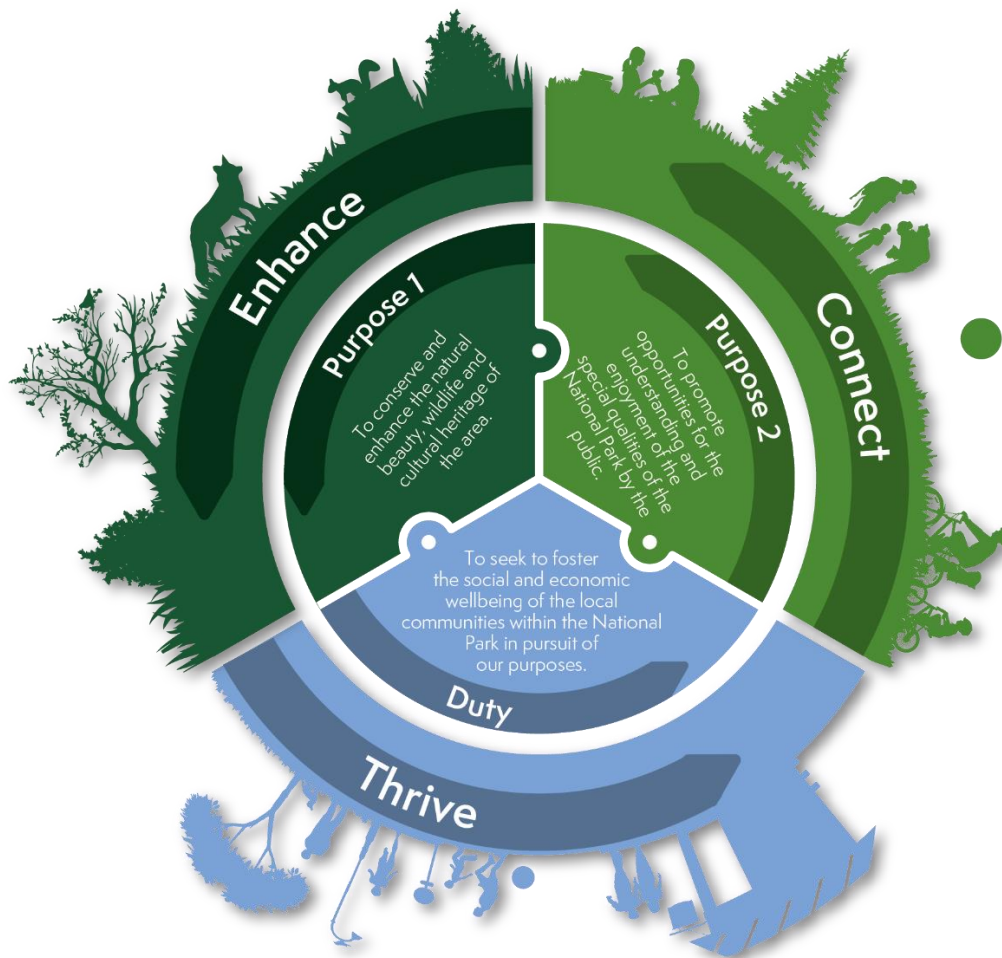 Enhance
Purpose 1
To conserve and
enhance the natural
beauty, wildlife and
cultural heritage of
the area.
Connect
Purpose 2
To promote
opportunities for the
understanding and
enjoyment of the
special qualities of the
National Park by the
public.
To seek to foster
the social and economic
wellbeing of the local
communities within the National
Park in pursuit of
our purposes.
Duty
Thrive